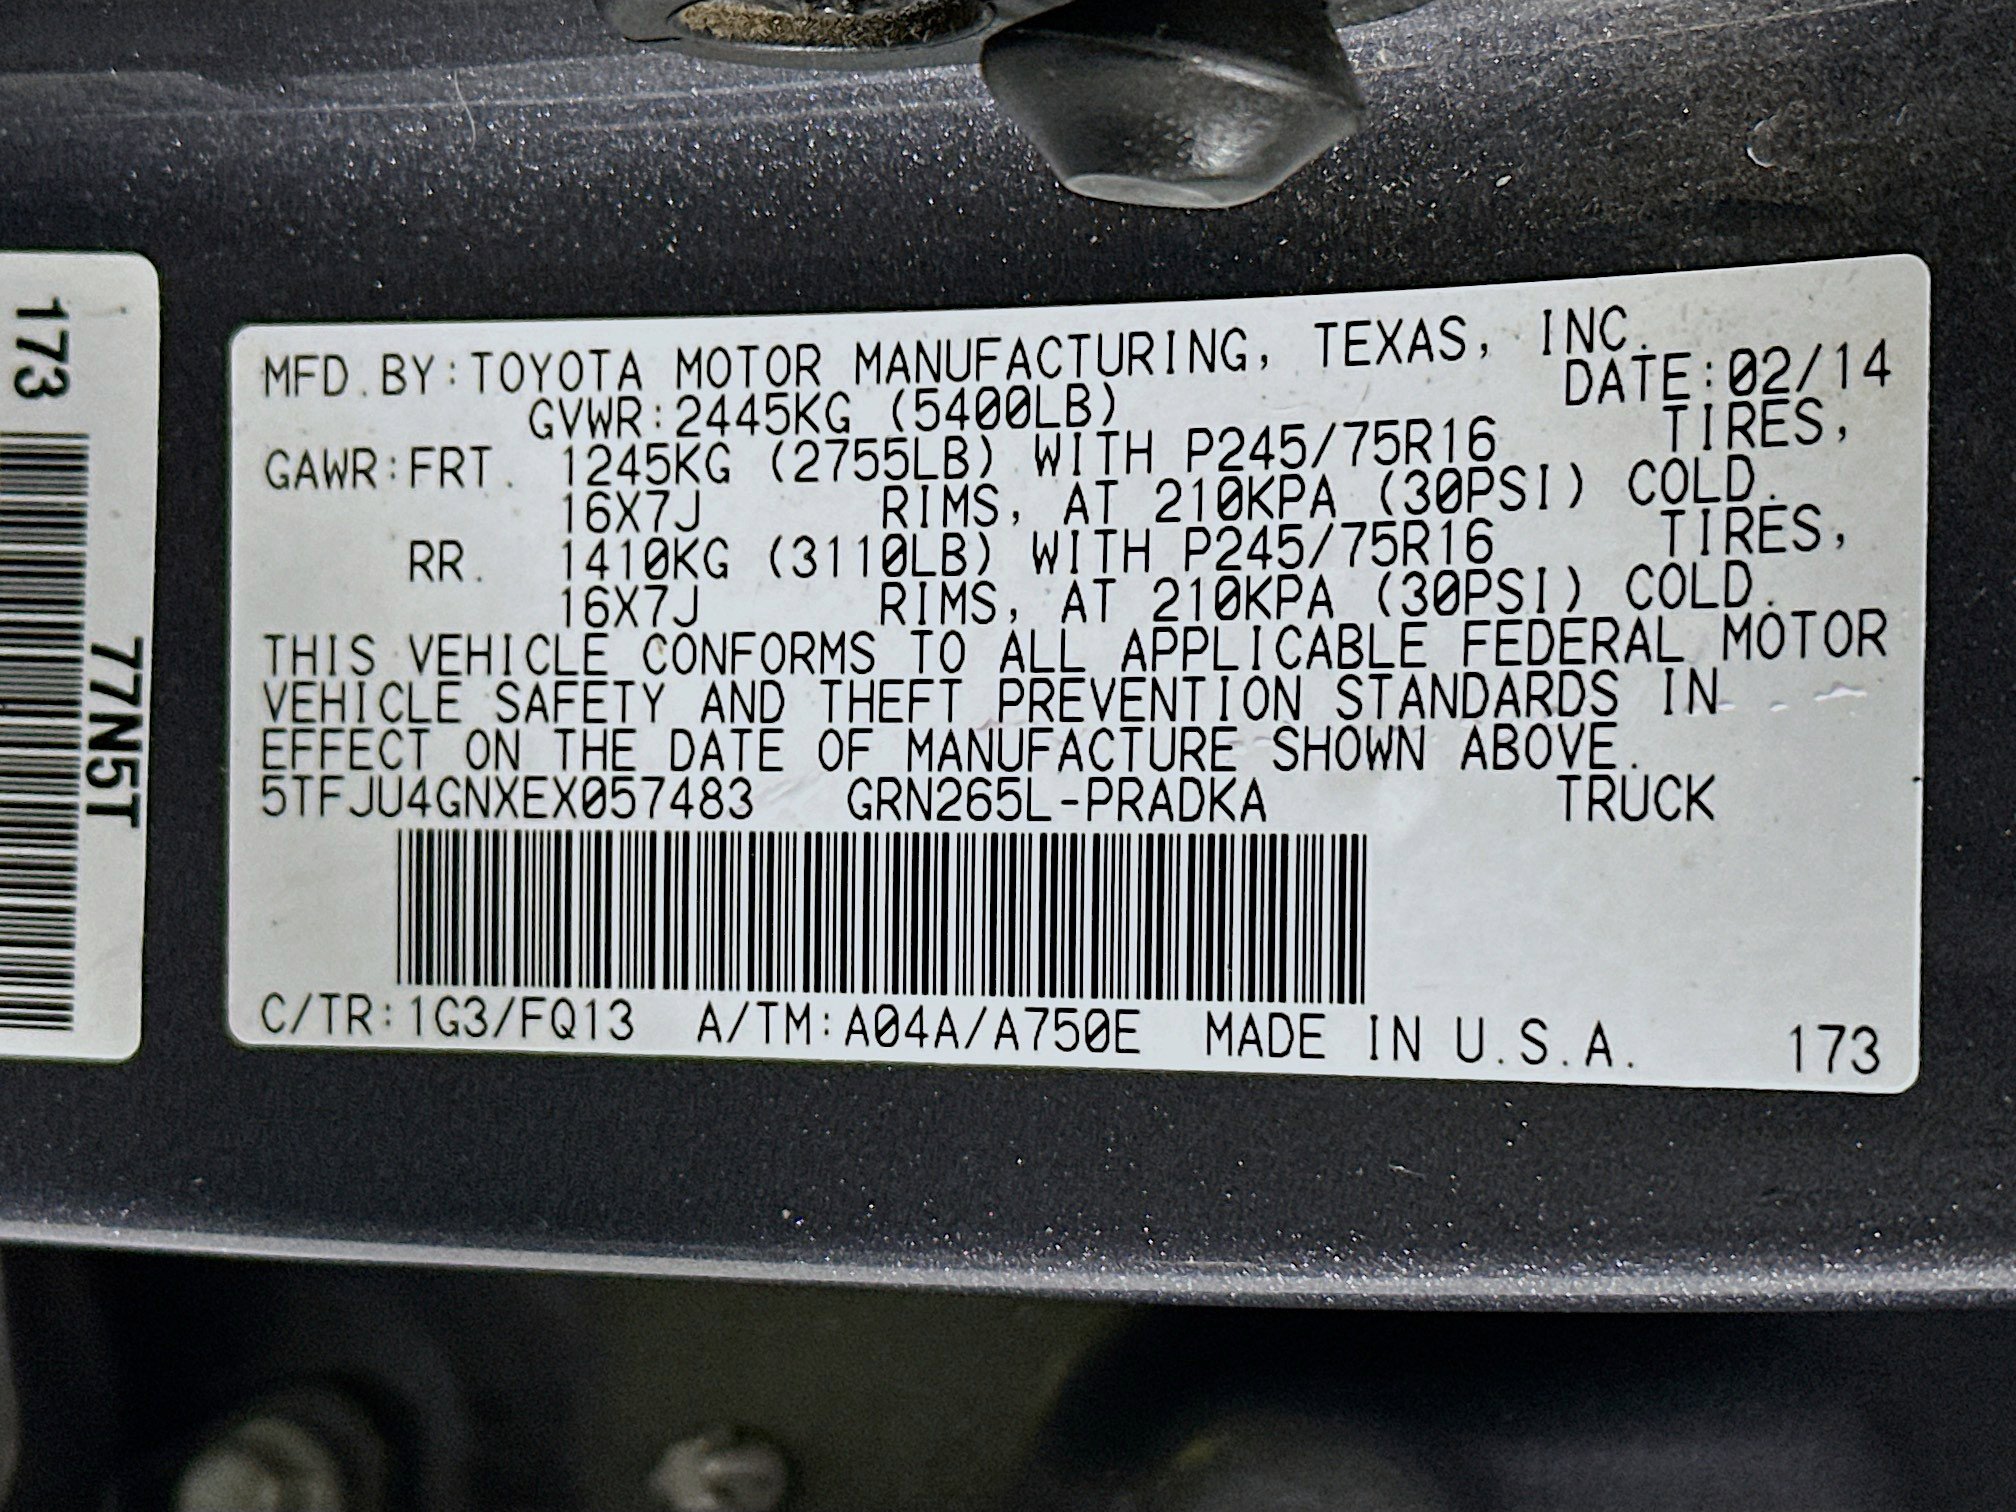 173
77N5T
MFD.BY:TOYOTA MOTOR MANUFACTURING, TEXAS, INC.
GVWR:2445KG (5400LB) DATE:02/14
GAWR:FRT. 1245KG (2755LB) WITH P245/75R16 TIRES,
16X7J RIMS, AT 210KPA (30PSI) COLD.
RR. 1410KG (3110LB) WITH P245/75R16 TIRES,
16X7J RIMS, AT 210KPA (30PSI) COLD.
THIS VEHICLE CONFORMS TO ALL APPLICABLE FEDERAL MOTOR
VEHICLE SAFETY AND THEFT PREVENTION STANDARDS IN
EFFECT ON THE DATE OF MANUFACTURE SHOWN ABOVE.
5TFJU4GNXEX057483 GRN265L-PRADKA TRUCK
C/TR:1G3/FQ13 A/TM:A04A/A750E MADE IN U.S.A. 173